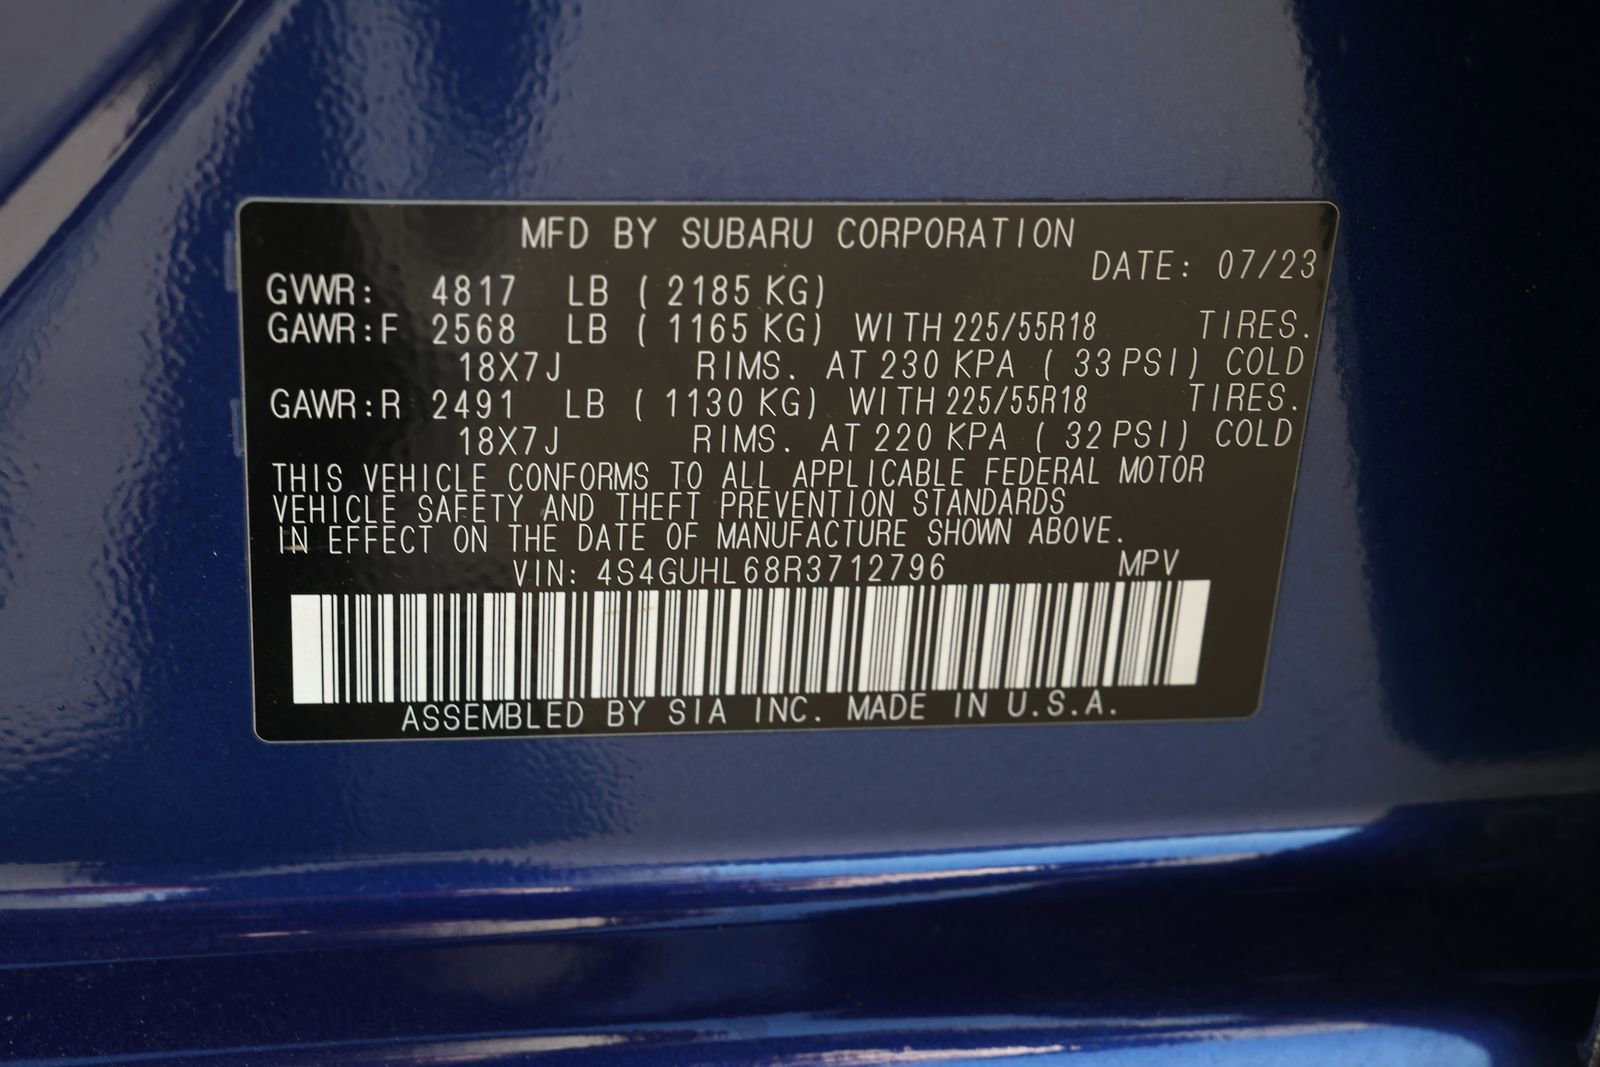 MFD BY SUBARU CORPORATION
DATE: 07/23
GVWR: 4817 LB ( 2185 KG)
GAWR:F 2568 LB ( 1165 KG) WITH 225/55R18 TIRES.
18X7J RIMS. AT 230 KPA ( 33 PSI) COLD
GAWR:R 2491 LB ( 1130 KG) WITH 225/55R18 TIRES.
18X7J RIMS. AT 220 KPA ( 32 PSI) COLD
THIS VEHICLE CONFORMS TO ALL APPLICABLE FEDERAL MOTOR
VEHICLE SAFETY AND THEFT PREVENTION STANDARDS
IN EFFECT ON THE DATE OF MANUFACTURE SHOWN ABOVE.
VIN: 4S4GUHL68R3712796 MPV
ASSEMBLED BY SIA INC. MADE IN U.S.A.